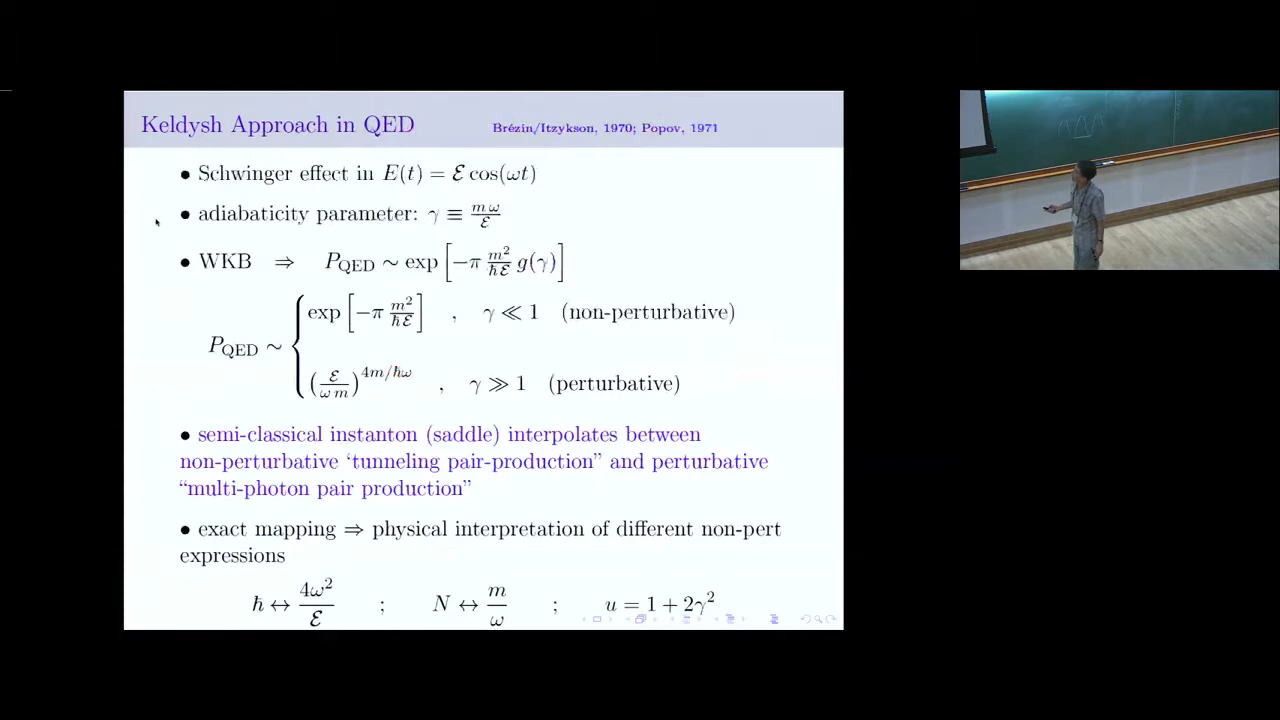 Keldysh Approach in QED Brézin/Itzykson, 1970; Popov, 1971
• Schwinger effect in E(t) = ℰ cos(ωt)
• adiabaticity parameter: γ ≡ mω/ℰ
• WKB ⇒ P_QED ∼ exp[−π m²/ℏℰ g(γ)]
P_QED ∼ { exp[−π m²/ℏℰ] , γ ≪ 1 (non-perturbative)
(ℰ/ω m)^{4m/ℏω} , γ ≫ 1 (perturbative)
• semi-classical instanton (saddle) interpolates between
non-perturbative ‘tunneling pair-production” and perturbative
“multi-photon pair production”
• exact mapping ⇒ physical interpretation of different non-pert
expressions
ℏ ↔ 4ω²/ℰ ; N ↔ m/ω ; u = 1 + 2γ²